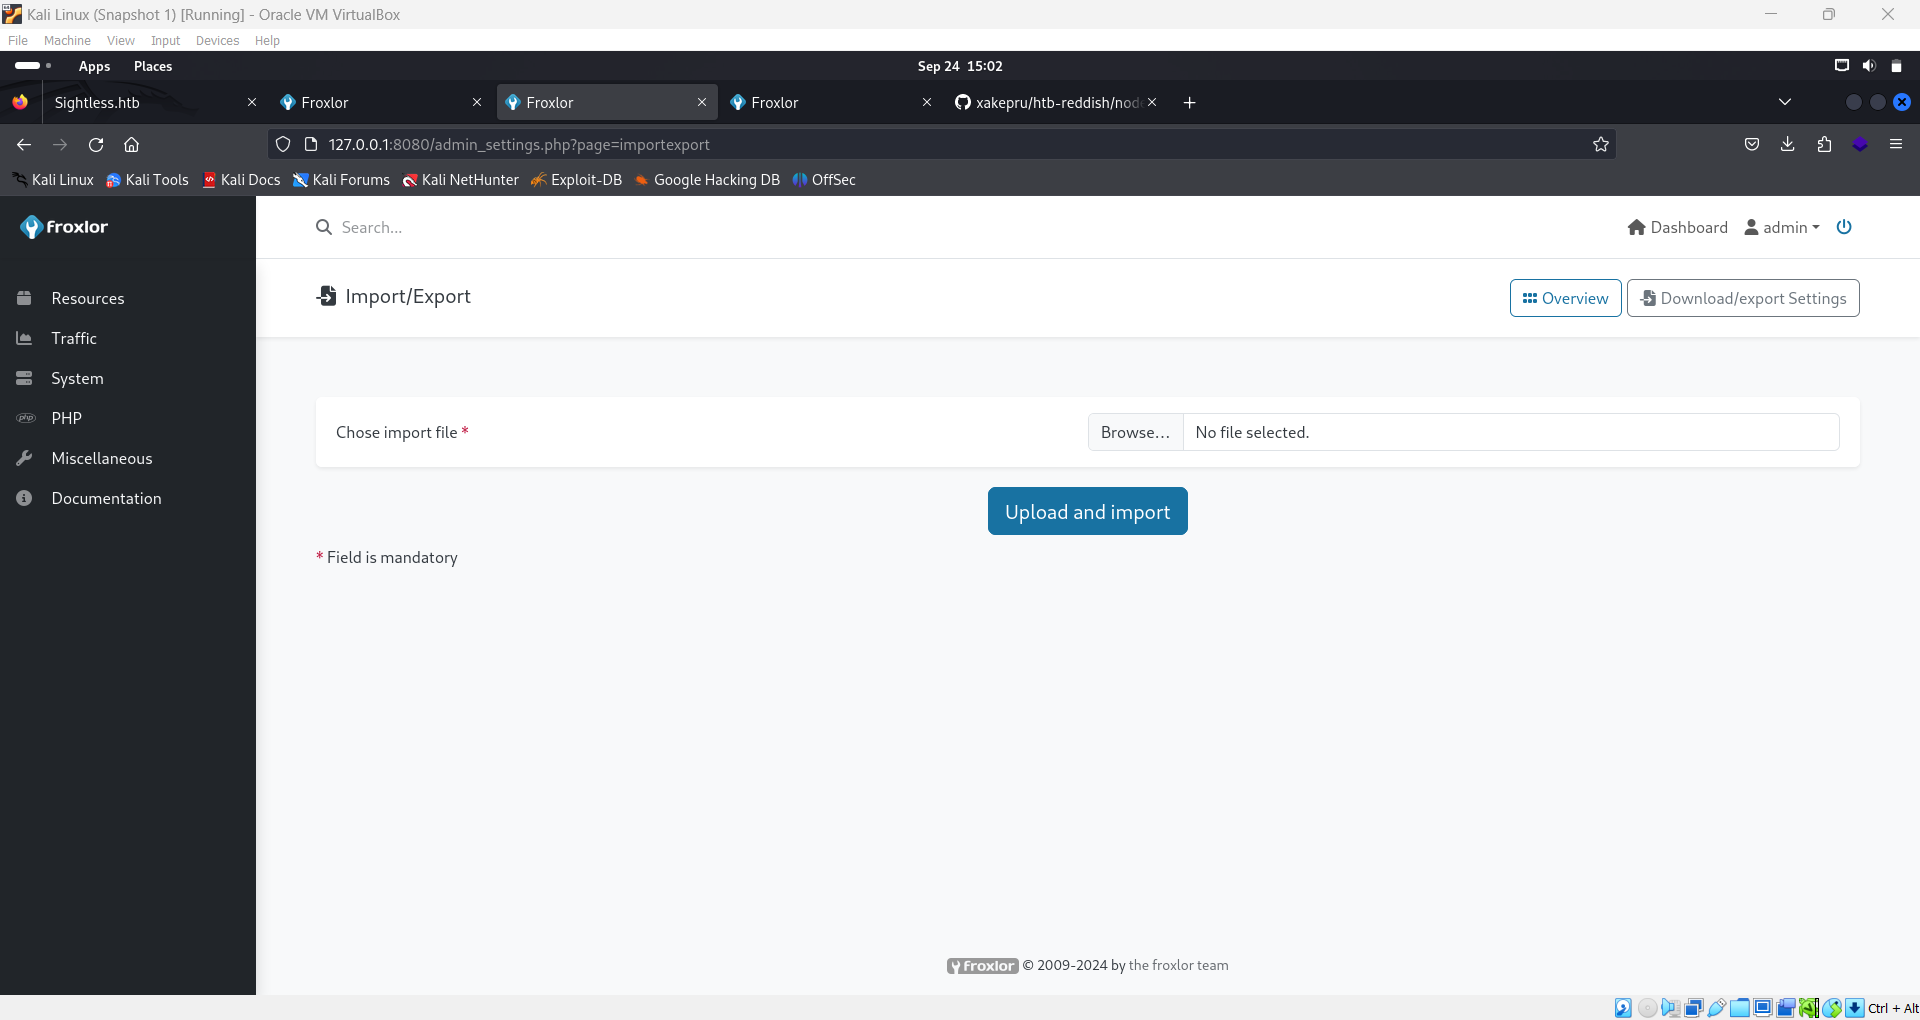 Kali Linux (Snapshot 1) [Running] - Oracle VM VirtualBox
File Machine View Input Devices Help
Apps Places Sep 24 15:02
Sightless.htb Froxlor Froxlor Froxlor xakepru/htb-reddish/node
127.0.0.1:8080/admin_settings.php?page=importexport
Kali Linux Kali Tools Kali Docs Kali Forums Kali NetHunter Exploit-DB Google Hacking DB OffSec
froxlor Search... Dashboard admin
Import/Export Overview Download/export Settings
Resources
Traffic
System
php PHP
Miscellaneous
Documentation
Chose import file * Browse... No file selected.
Upload and import
* Field is mandatory
froxlor © 2009-2024 by the froxlor team
Ctrl + Alt